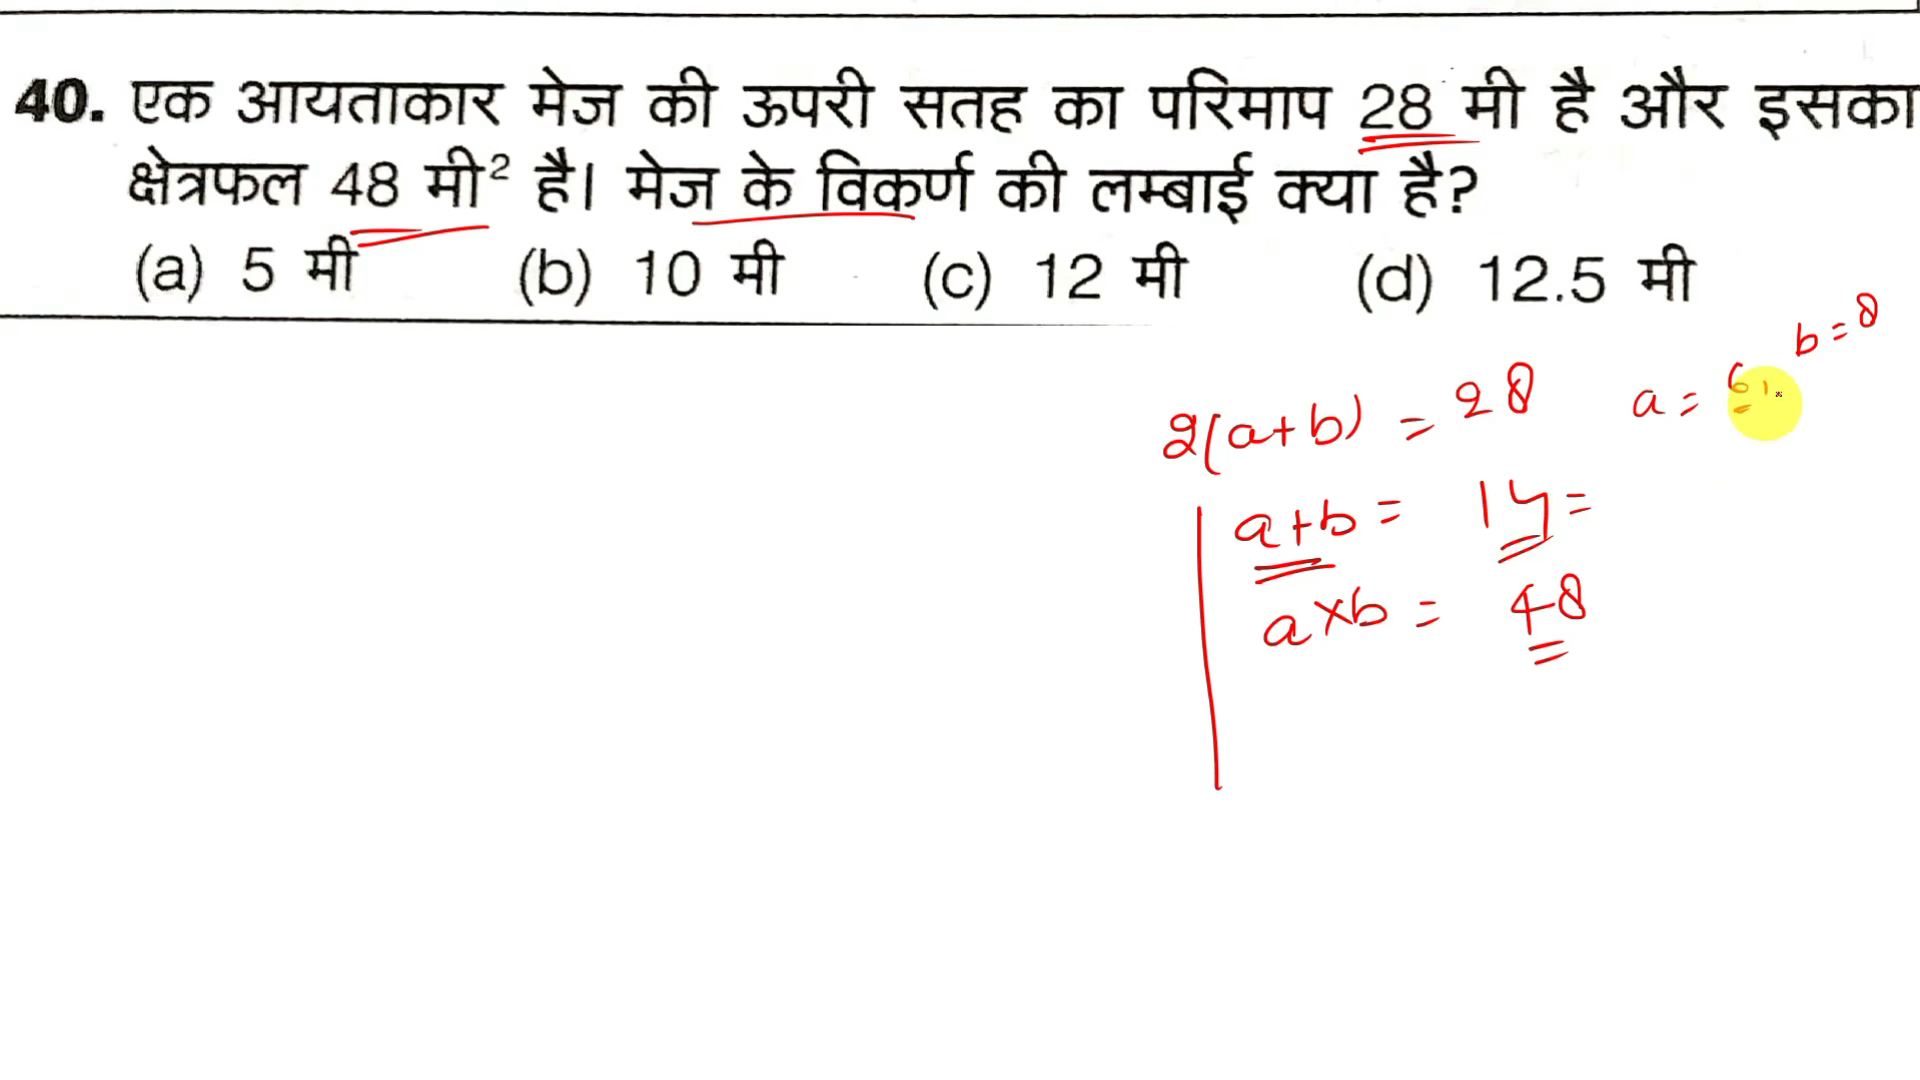 40. एक आयताकार मेज की ऊपरी सतह का परिमाप 28 मी है और इसका
क्षेत्रफल 48 मी² है। मेज के विकर्ण की लम्बाई क्या है?
(a) 5 मी (b) 10 मी (c) 12 मी (d) 12.5 मी
b = 8
2(a+b) = 28 a = 6,
a+b = 14 =
a×b = 48